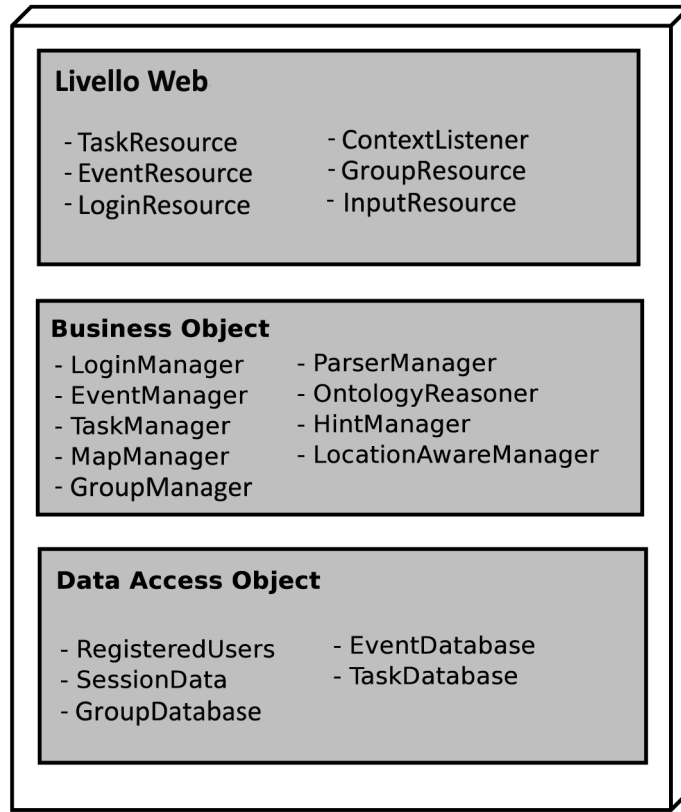 Livello Web
- TaskResource
- EventResource
- LoginResource
- ContextListener
- GroupResource
- InputResource
Business Object
- LoginManager
- EventManager
- TaskManager
- MapManager
- GroupManager
- ParserManager
- OntologyReasoner
- HintManager
- LocationAwareManager
Data Access Object
- RegisteredUsers
- SessionData
- GroupDatabase
- EventDatabase
- TaskDatabase